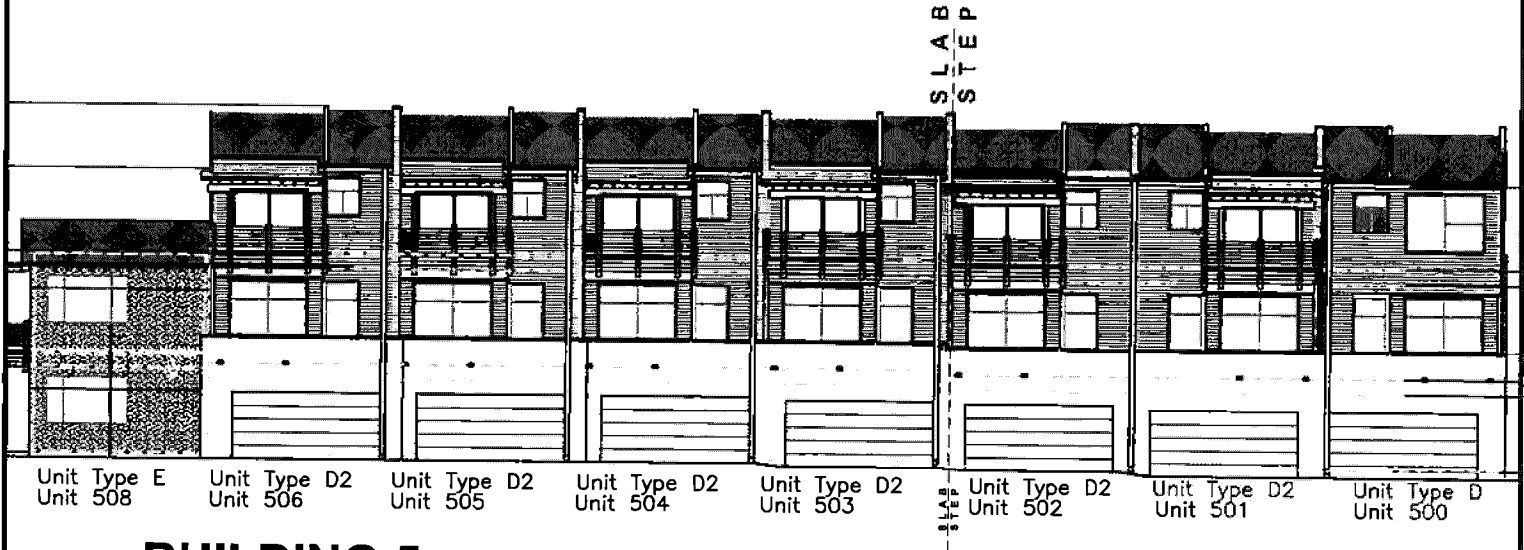 SLAB
STEP
Unit Type E
Unit 508
Unit Type D2
Unit 506
Unit Type D2
Unit 505
Unit Type D2
Unit 504
Unit Type D2
Unit 503
SLAB
STEP
Unit Type D2
Unit 502
Unit Type D2
Unit 501
Unit Type D
Unit 500
BUILDING 5